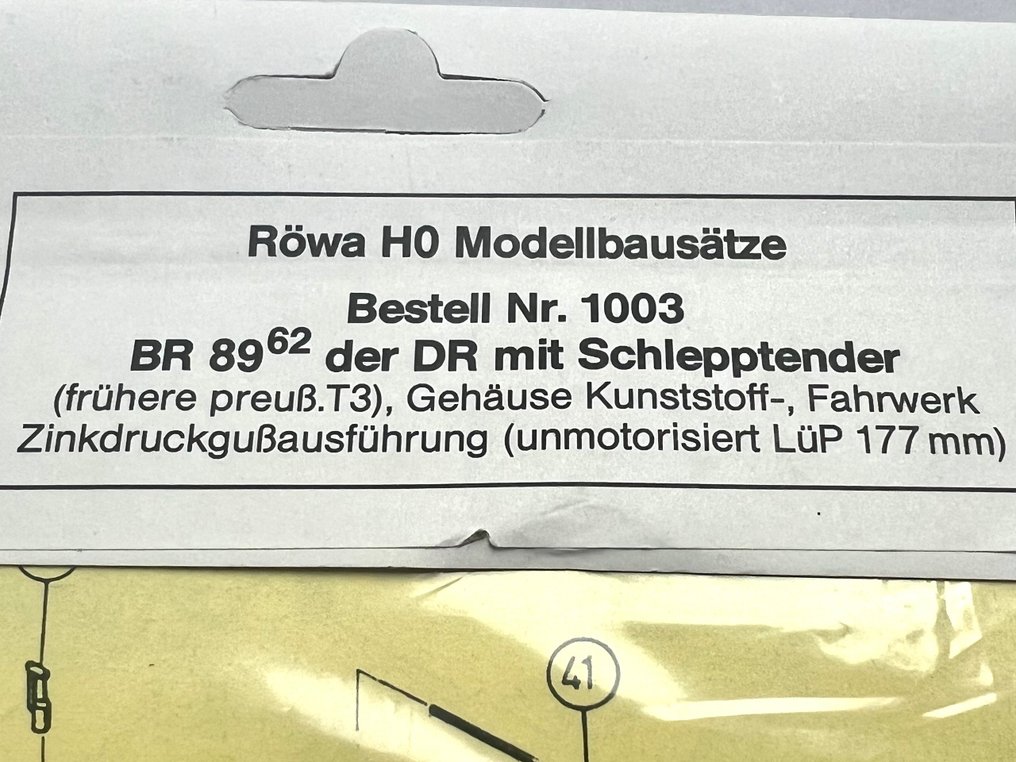 Röwa H0 Modellbausätze
Bestell Nr. 1003
BR 89⁶² der DR mit Schlepptender
(frühere preuß.T3), Gehäuse Kunststoff-, Fahrwerk
Zinkdruckgußausführung (unmotorisiert LüP 177 mm)
41